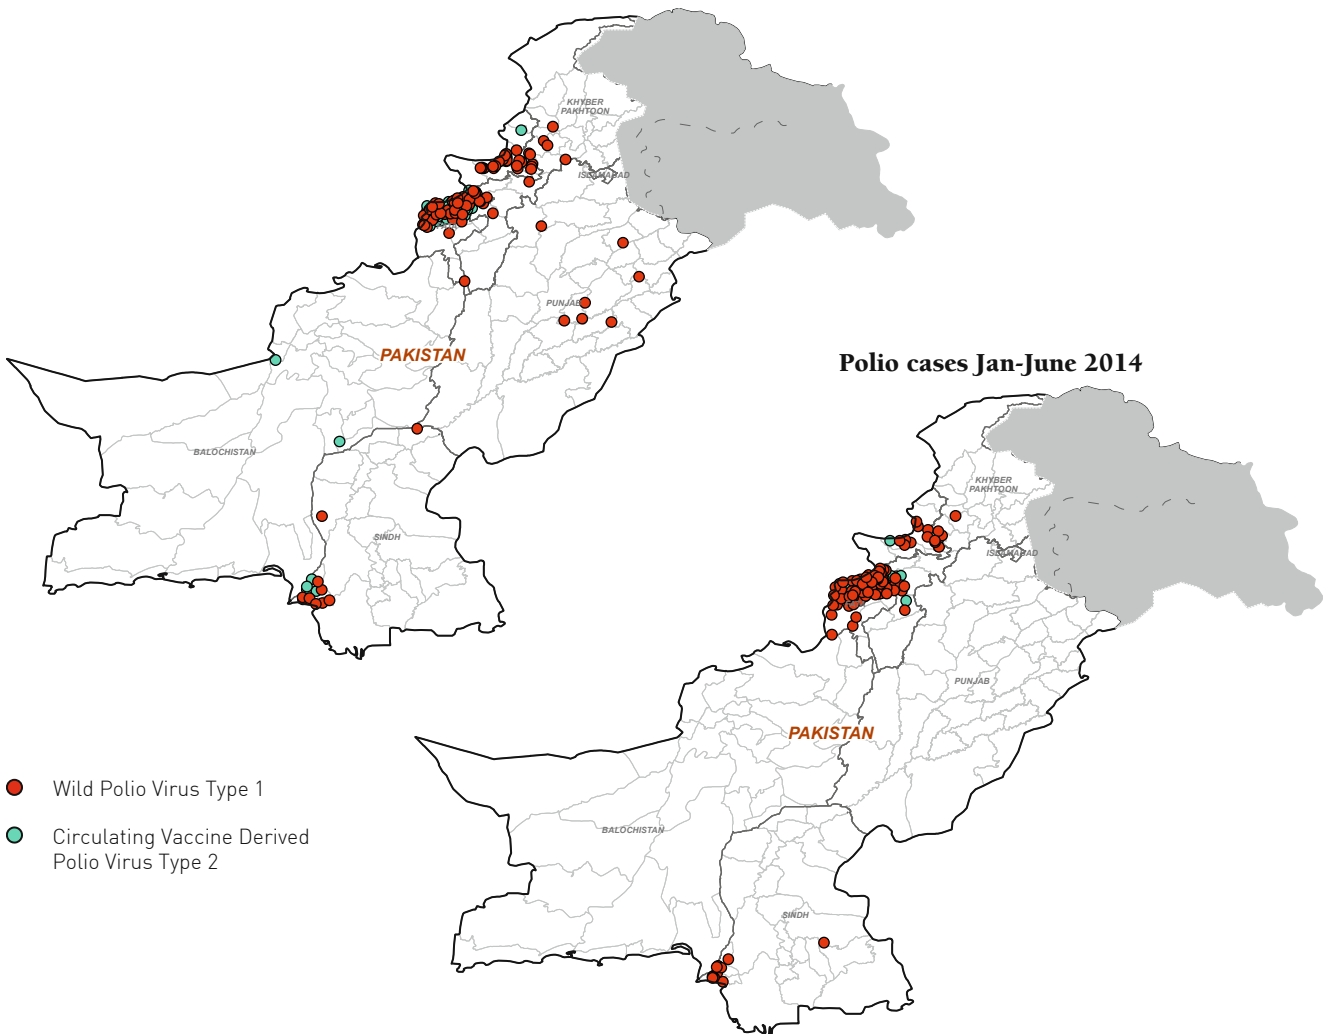 KHYBER
PAKHTOON
ISLAMABAD
PUNJAB
PAKISTAN
BALOCHISTAN
SINDH
Polio cases Jan-June 2014
KHYBER
PAKHTOON
ISLAMABAD
PUNJAB
PAKISTAN
BALOCHISTAN
SINDH
Wild Polio Virus Type 1
Circulating Vaccine Derived
Polio Virus Type 2